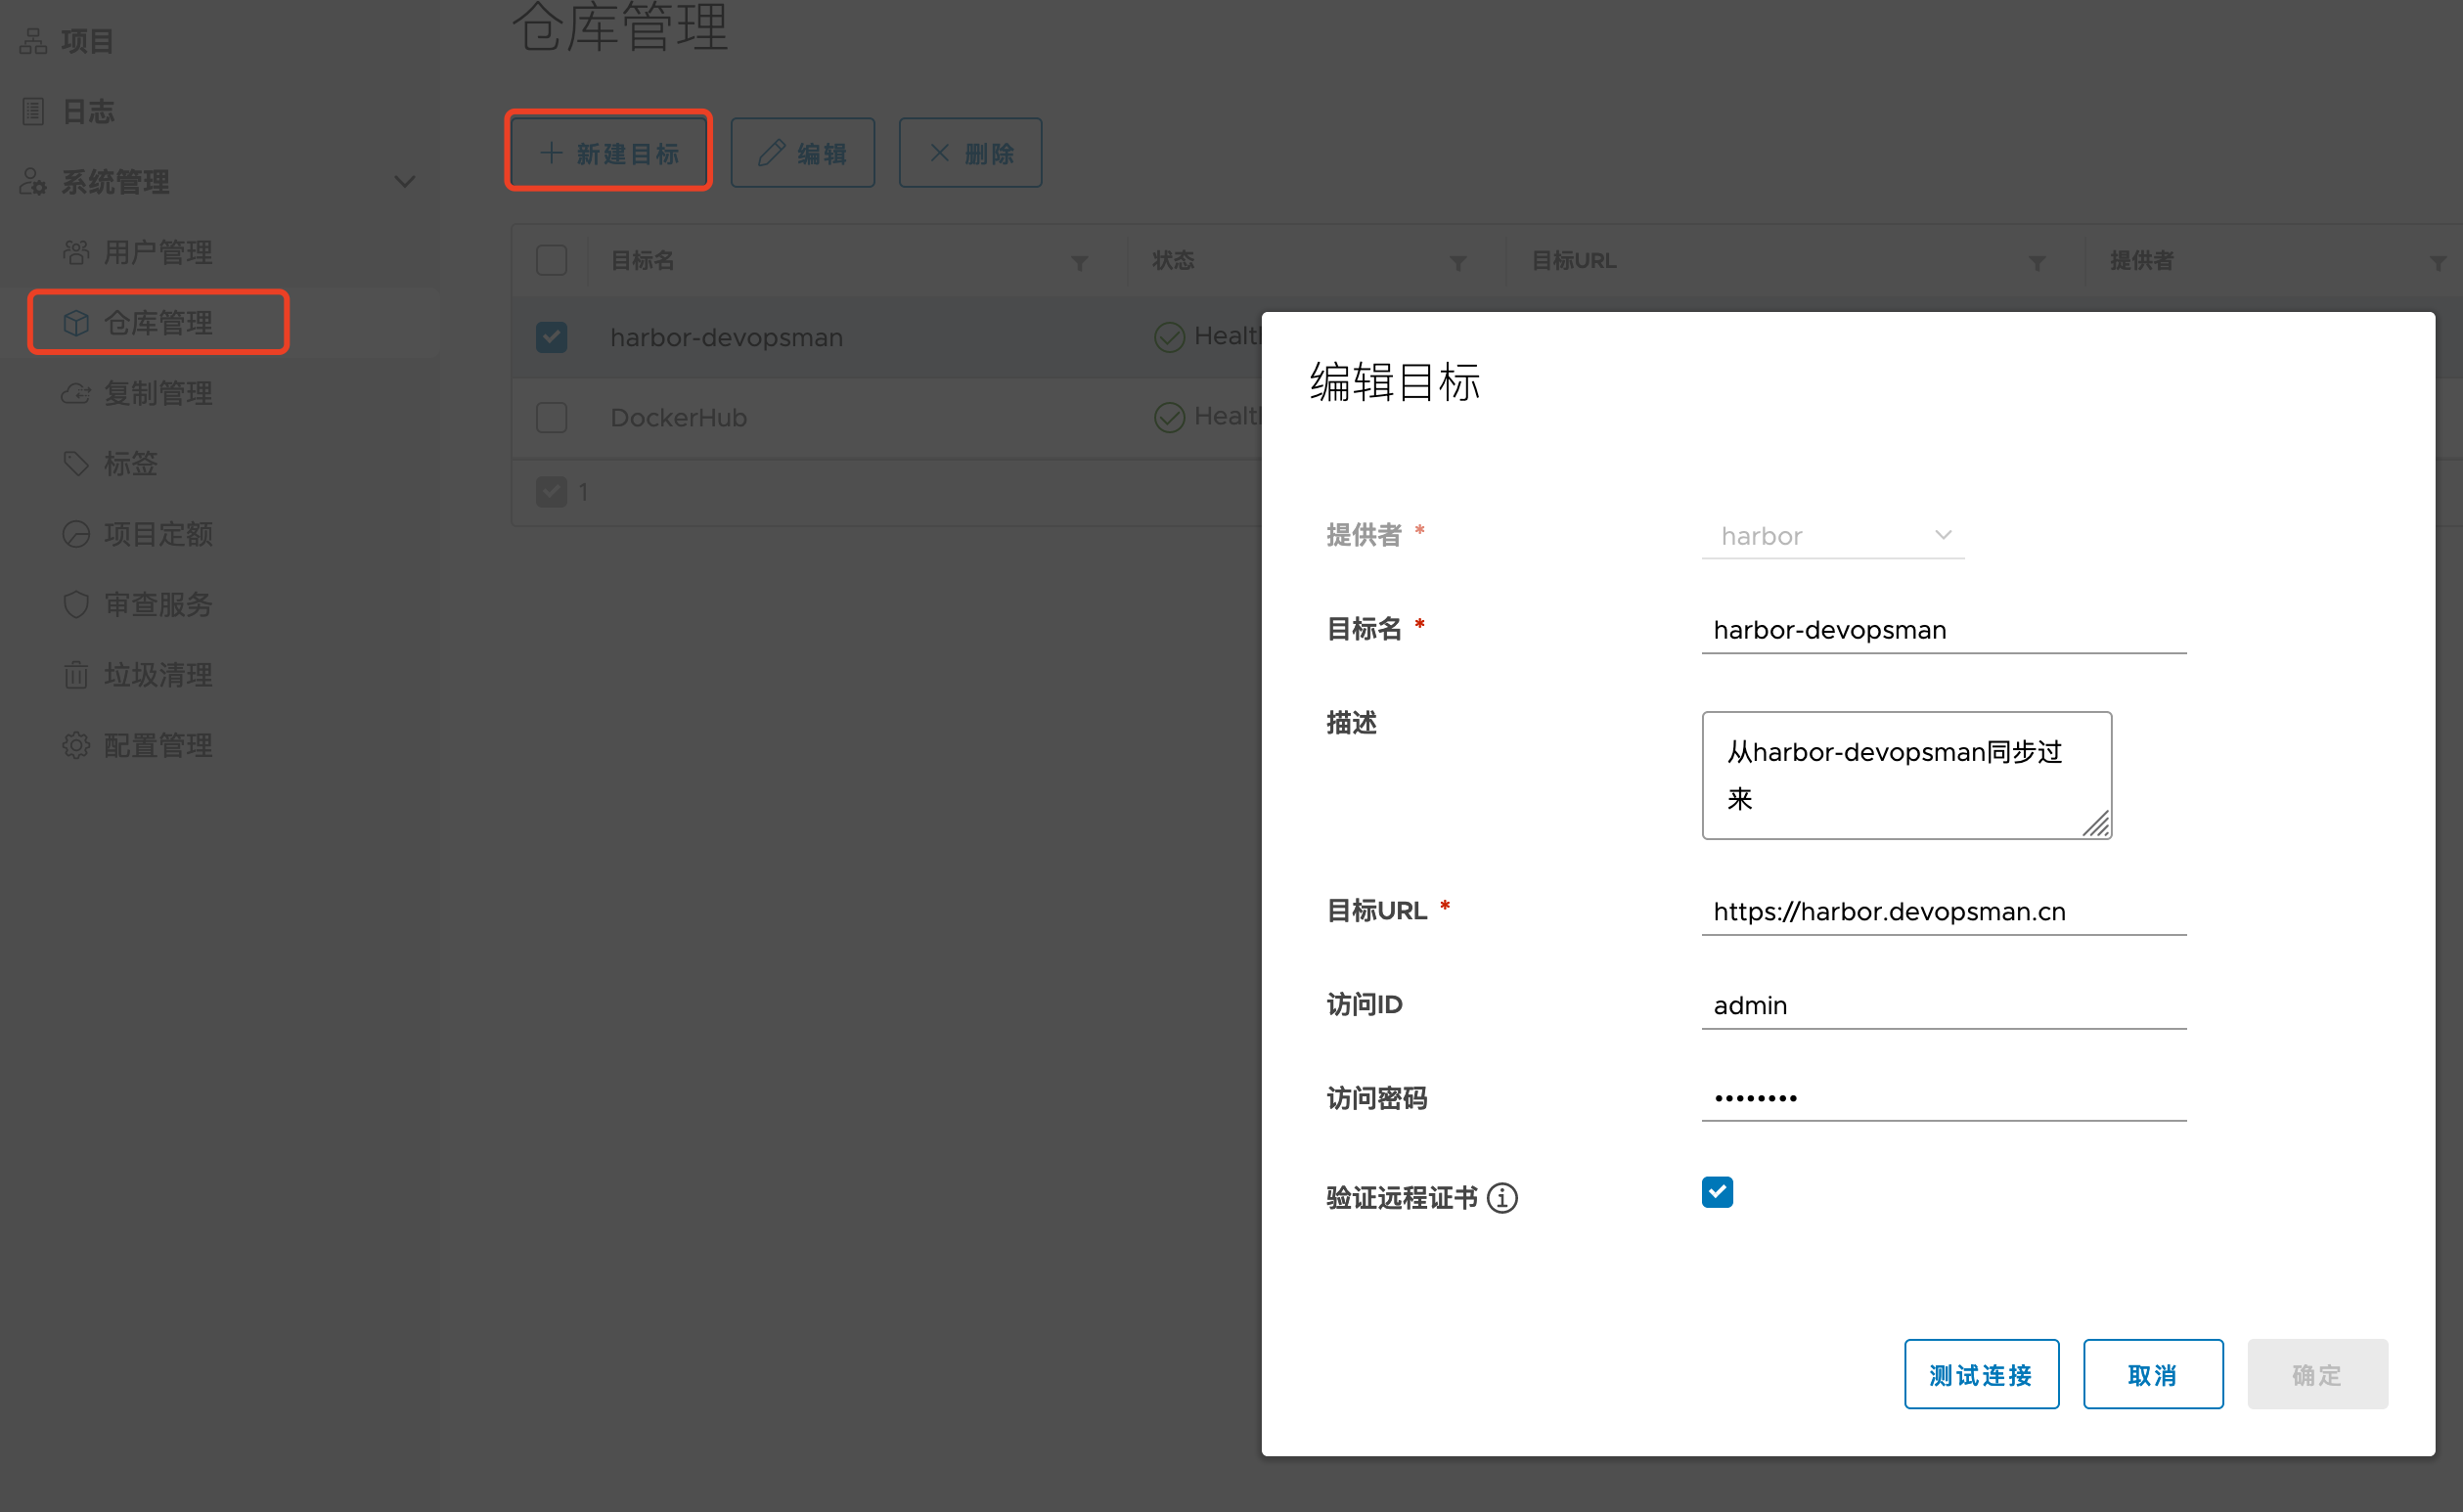 仓库管理
项目
日志
系统管理
用户管理
仓库管理
复制管理
标签
项目定额
审查服务
垃圾清理
配置管理
新建目标
编辑
删除
目标名
状态
目标URL
提供者
harbor-devopsman
Healt
DockerHub
Healt
1
编辑目标
提供者 *
harbor
目标名 *
harbor-devopsman
描述
从harbor-devopsman同步过
来
目标URL *
https://harbor.devopsman.cn
访问ID
admin
访问密码
••••••••
验证远程证书
测试连接
取消
确定